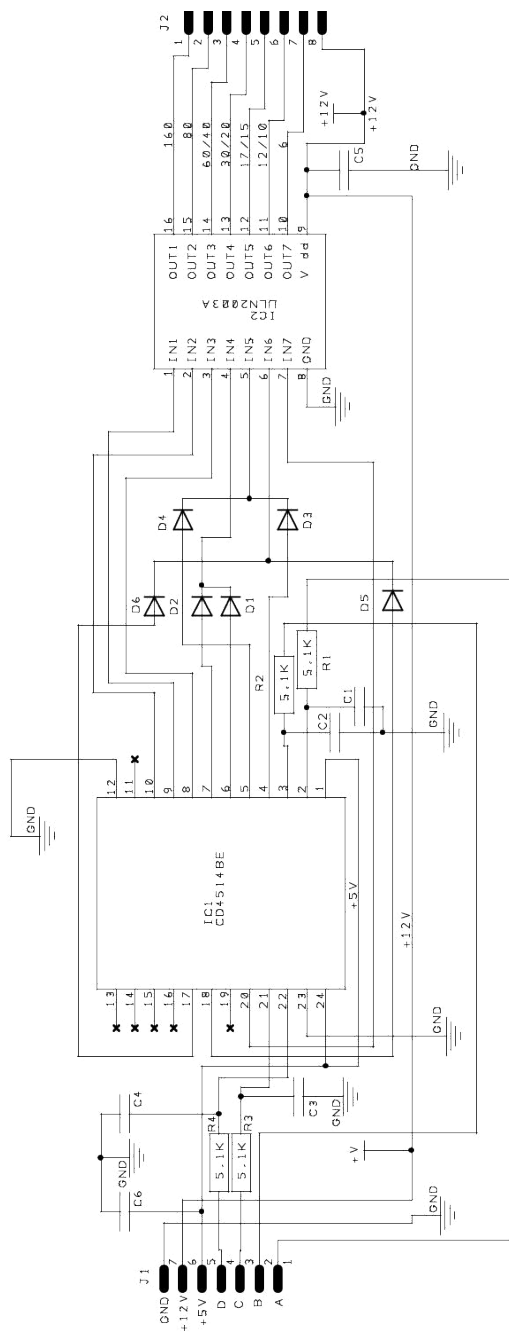 J2
1
2
3
4
5
6
7
8
160
80
60/40
30/20
17/15
12/10
6
+12V
+12V
C5
GND
16
15
14
13
12
11
10
9
OUT1
OUT2
OUT3
OUT4
OUT5
OUT6
OUT7
V dd
IC2
ULN2003A
IN1
IN2
IN3
IN4
IN5
IN6
IN7
GND
1
2
3
4
5
6
7
8
GND
D4
D3
D6
D2
D1
D5
R2
5.1K
5.1K
R1
C2
C1
GND
GND
12
11
10
9
8
7
6
5
4
3
2
1
IC1
CD4514BE
+5V
+12V
13
14
15
16
17
18
19
20
21
22
23
24
GND
C4
GND
C6
R4
5.1K
5.1K
R3
C3
GND
+V
GND
J1
7
6
5
4
3
2
1
GND
+12V
+5V
D
C
B
A